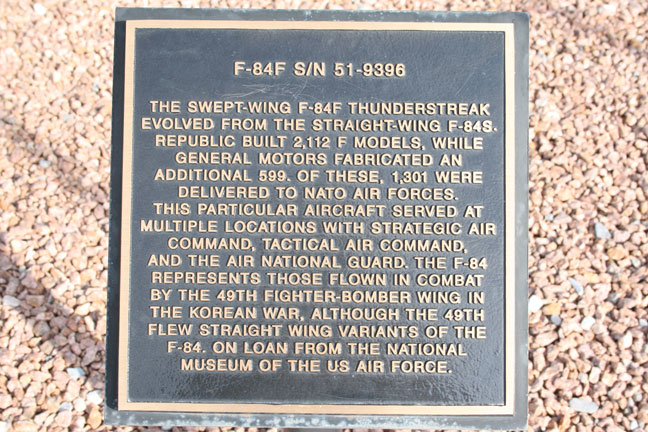 F-84F S/N 51-9396
THE SWEPT-WING F-84F THUNDERSTREAK
EVOLVED FROM THE STRAIGHT-WING F-84S.
REPUBLIC BUILT 2,112 F MODELS, WHILE
GENERAL MOTORS FABRICATED AN
ADDITIONAL 599. OF THESE, 1,301 WERE
DELIVERED TO NATO AIR FORCES.
THIS PARTICULAR AIRCRAFT SERVED AT
MULTIPLE LOCATIONS WITH STRATEGIC AIR
COMMAND, TACTICAL AIR COMMAND,
AND THE AIR NATIONAL GUARD. THE F-84
REPRESENTS THOSE FLOWN IN COMBAT
BY THE 49TH FIGHTER-BOMBER WING IN
THE KOREAN WAR, ALTHOUGH THE 49TH
FLEW STRAIGHT WING VARIANTS OF THE
F-84. ON LOAN FROM THE NATIONAL
MUSEUM OF THE US AIR FORCE.